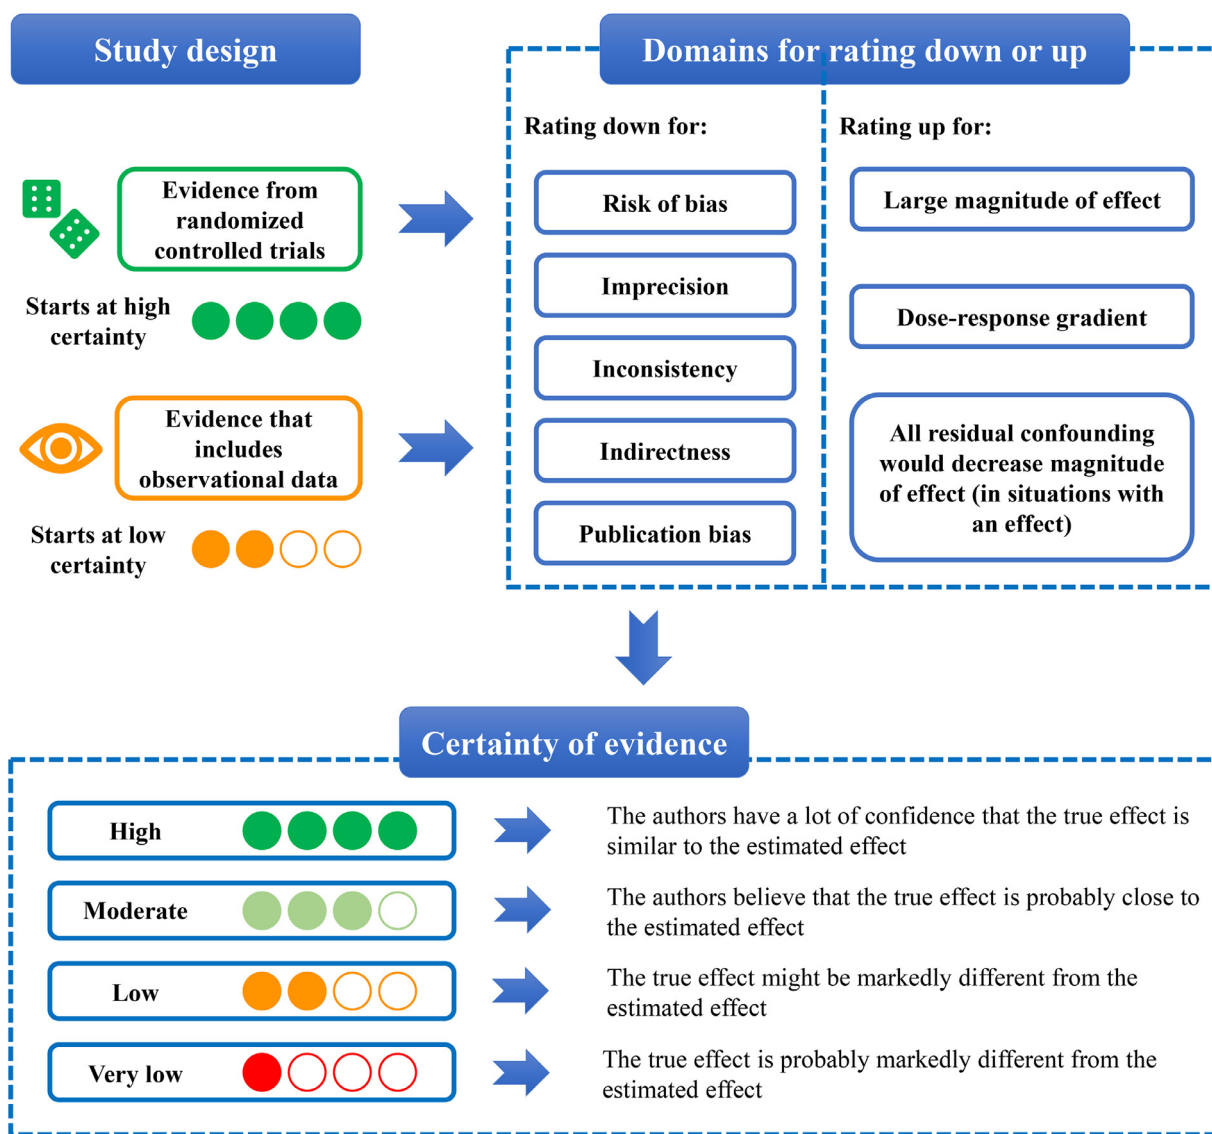 Study design
Domains for rating down or up
Rating down for:
Rating up for:
Evidence from
randomized
controlled trials
Starts at high
certainty
Evidence that
includes
observational data
Starts at low
certainty
Risk of bias
Imprecision
Inconsistency
Indirectness
Publication bias
Large magnitude of effect
Dose-response gradient
All residual confounding
would decrease magnitude
of effect (in situations with
an effect)
Certainty of evidence
High
The authors have a lot of confidence that the true effect is
similar to the estimated effect
Moderate
The authors believe that the true effect is probably close to
the estimated effect
Low
The true effect might be markedly different from the
estimated effect
Very low
The true effect is probably markedly different from the
estimated effect